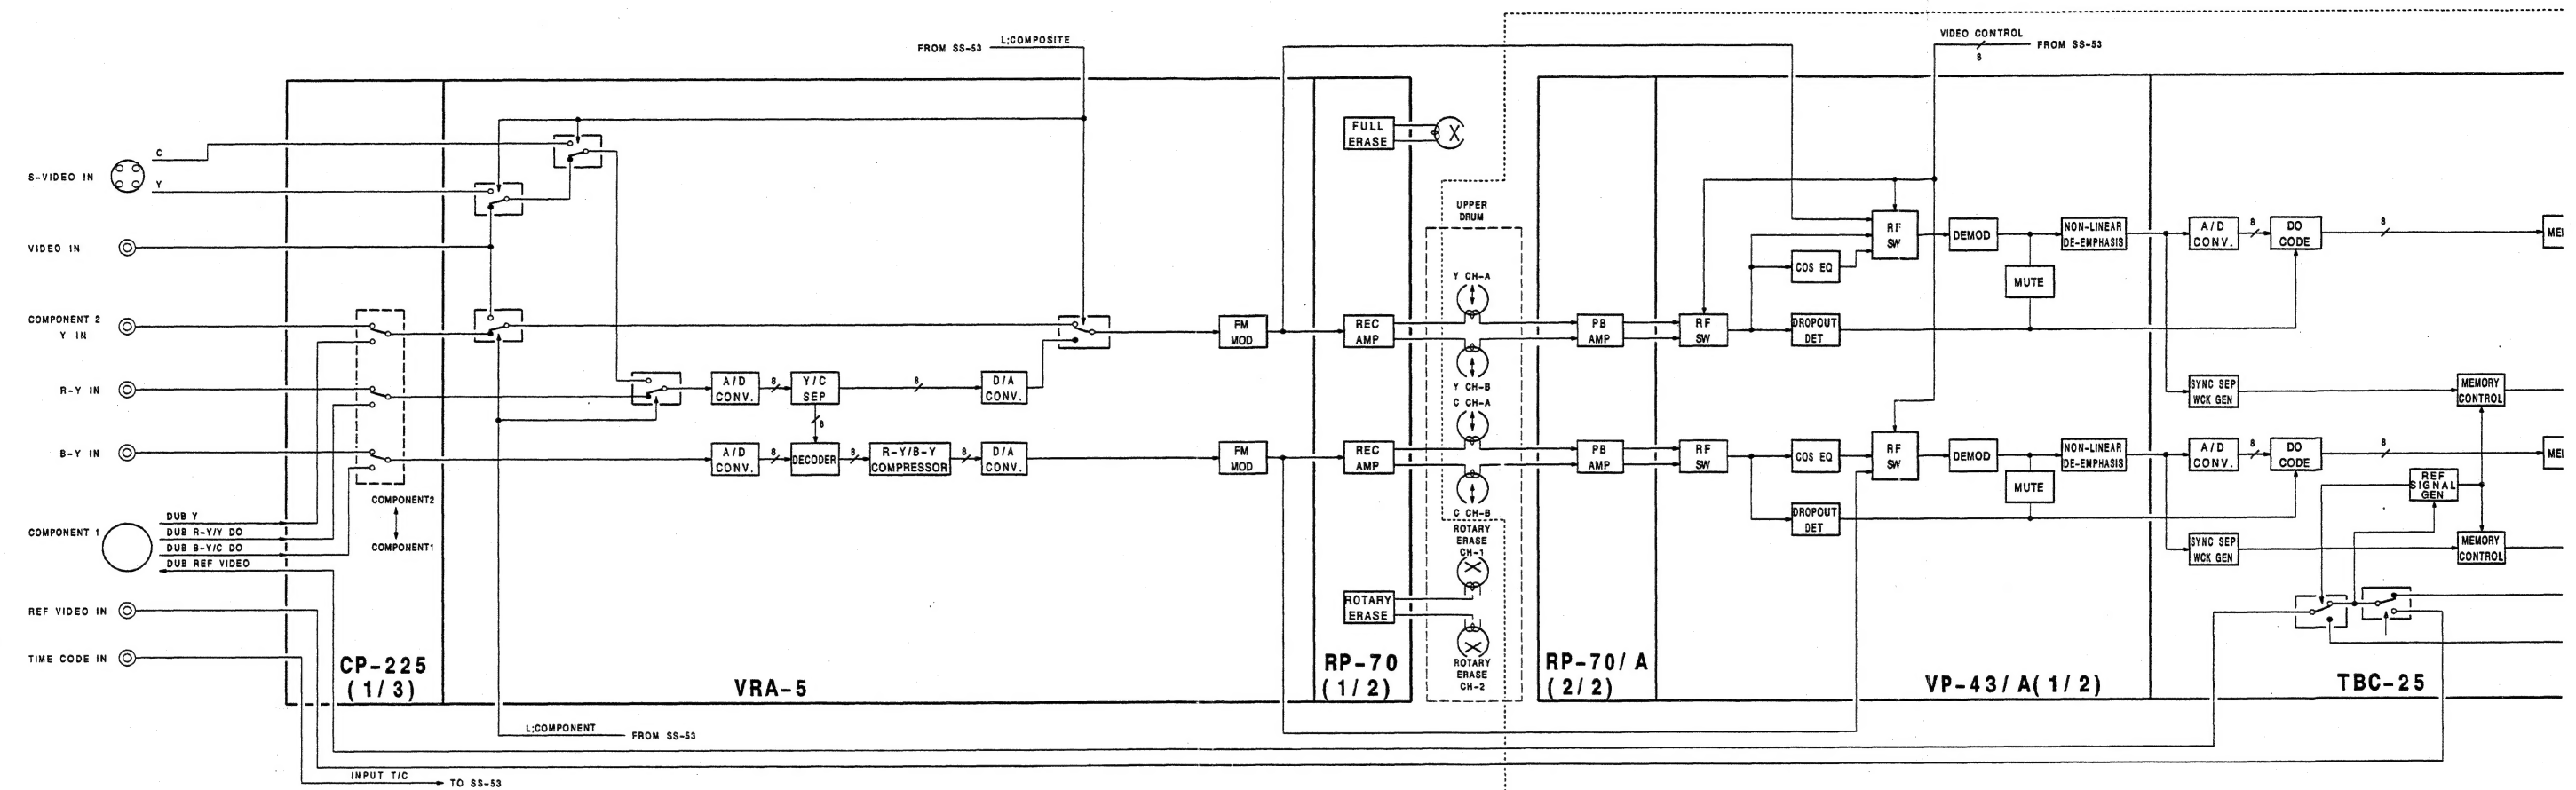 FROM SS-53
L;COMPOSITE
VIDEO CONTROL
8
FROM SS-53
S-VIDEO IN
C
Y
VIDEO IN
COMPONENT 2
Y IN
R-Y IN
B-Y IN
COMPONENT 1
DUB Y
DUB R-Y/Y DO
DUB B-Y/C DO
DUB REF VIDEO
REF VIDEO IN
TIME CODE IN
COMPONENT2
COMPONENT1
CP-225
(1/3)
INPUT T/C
TO SS-53
A/D
CONV.
8
Y/C
SEP
8
D/A
CONV.
8
A/D
CONV.
8
DECODER
8
R-Y/B-Y
COMPRESSOR
8
D/A
CONV.
FM
MOD
FM
MOD
VRA-5
L;COMPONENT
FROM SS-53
FULL
ERASE
REC
AMP
REC
AMP
ROTARY
ERASE
RP-70
(1/2)
UPPER
DRUM
Y CH-A
Y CH-B
C CH-A
C CH-B
ROTARY
ERASE
CH-1
ROTARY
ERASE
CH-2
PB
AMP
PB
AMP
RP-70/A
(2/2)
RF
SW
RF
SW
COS EQ
DROPOUT
DET
RF
SW
DEMOD
MUTE
NON-LINEAR
DE-EMPHASIS
COS EQ
DROPOUT
DET
RF
SW
DEMOD
MUTE
NON-LINEAR
DE-EMPHASIS
VP-43/A(1/2)
A/D
CONV.
8
DO
CODE
8
SYNC SEP
WCK GEN
MEMORY
CONTROL
A/D
CONV.
8
DO
CODE
8
REF
SIGNAL
GEN
SYNC SEP
WCK GEN
MEMORY
CONTROL
TBC-25